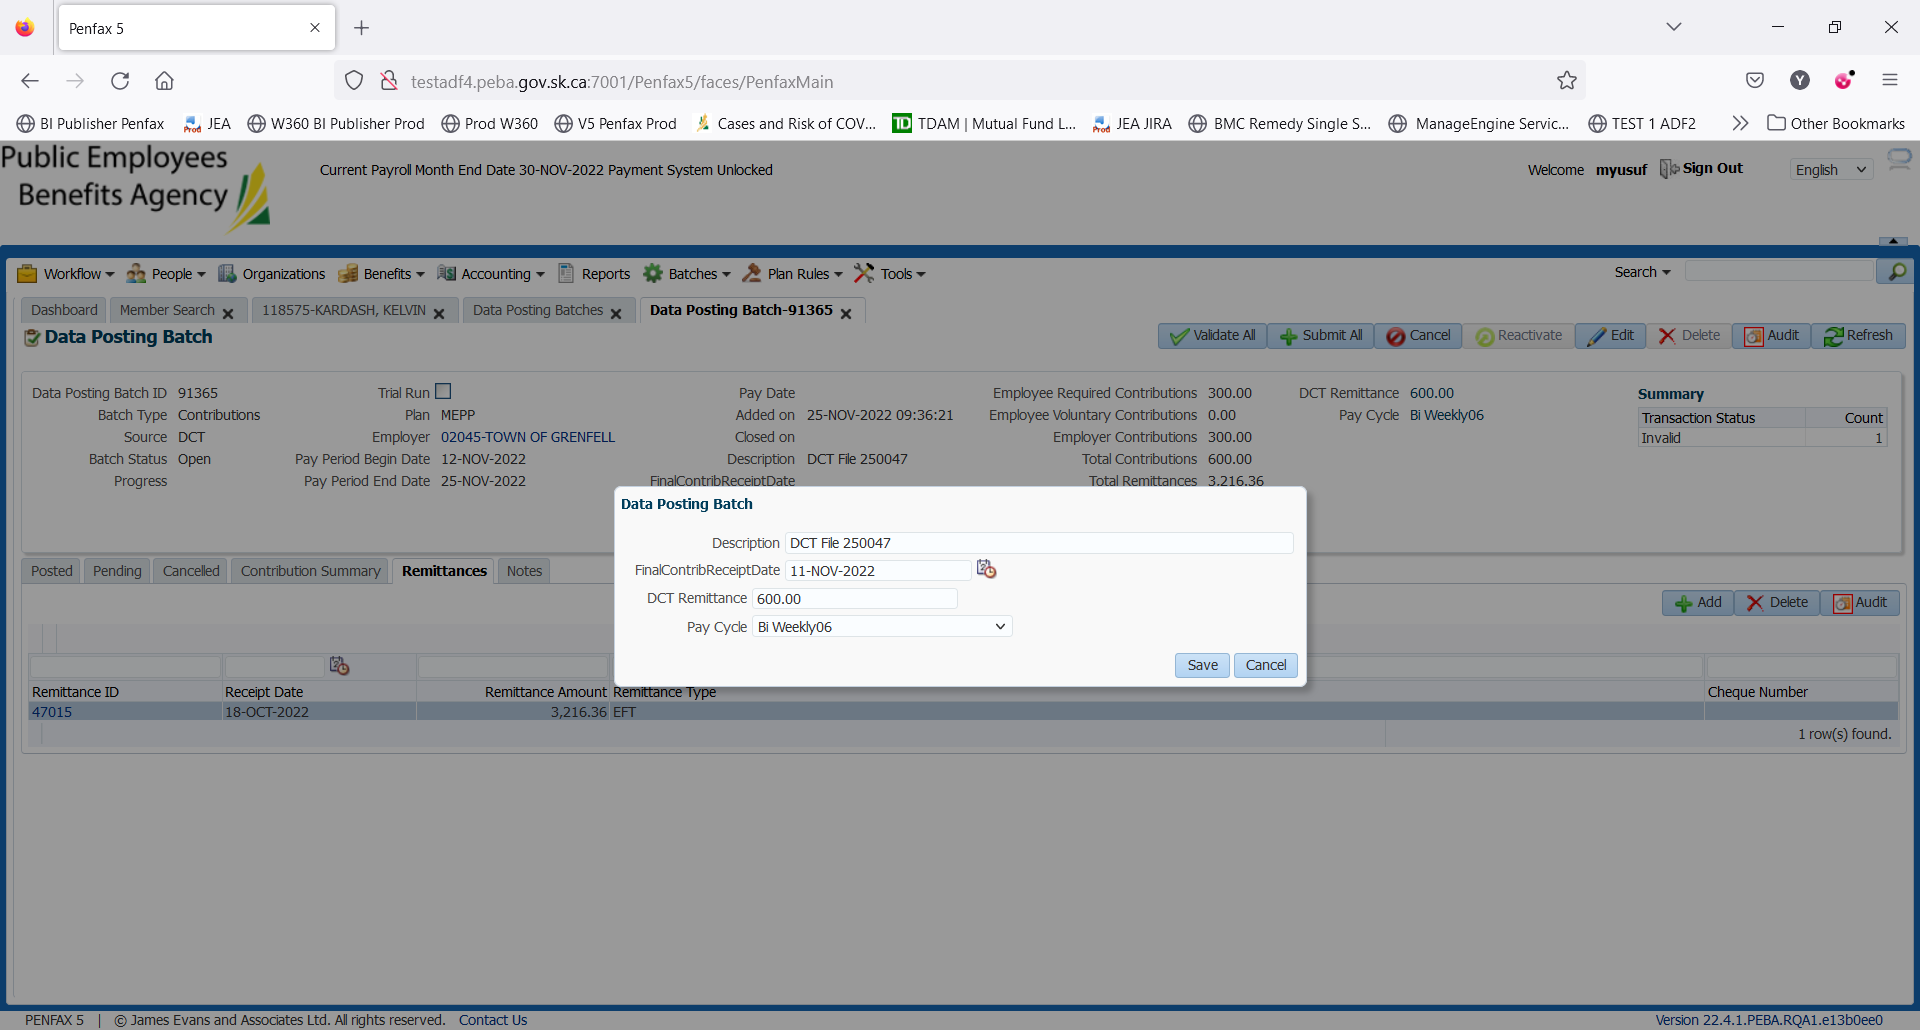 Penfax 5
testadf4.peba.gov.sk.ca:7001/Penfax5/faces/PenfaxMain
Y
BI Publisher Penfax JEA W360 BI Publisher Prod Prod W360 V5 Penfax Prod Cases and Risk of COV... TDAM | Mutual Fund L... JEA JIRA BMC Remedy Single S... ManageEngine Servic... TEST 1 ADF2 Other Bookmarks
Public Employees
Benefits Agency
Current Payroll Month End Date 30-NOV-2022 Payment System Unlocked
Welcome myusuf Sign Out English
Workflow People Organizations Benefits Accounting Reports Batches Plan Rules Tools Search
Dashboard Member Search 118575-KARDASH, KELVIN Data Posting Batches Data Posting Batch-91365
Data Posting Batch
Validate All Submit All Cancel Reactivate Edit Delete Audit Refresh
Data Posting Batch ID 91365 Trial Run Pay Date Employee Required Contributions 300.00 DCT Remittance 600.00 Summary
Batch Type Contributions Plan MEPP Added on 25-NOV-2022 09:36:21 Employee Voluntary Contributions 0.00 Pay Cycle Bi Weekly06 Transaction Status Count
Source DCT Employer 02045-TOWN OF GRENFELL Closed on Employer Contributions 300.00 Invalid 1
Batch Status Open Pay Period Begin Date 12-NOV-2022 Description DCT File 250047 Total Contributions 600.00
Progress Pay Period End Date 25-NOV-2022 FinalContribReceiptDate Total Remittances 3,216.36
Data Posting Batch
Description DCT File 250047
FinalContribReceiptDate 11-NOV-2022
DCT Remittance 600.00
Pay Cycle Bi Weekly06
Save Cancel
Posted Pending Cancelled Contribution Summary Remittances Notes
Add Delete Audit
Remittance ID Receipt Date Remittance Amount Remittance Type Cheque Number
47015 18-OCT-2022 3,216.36 EFT
1 row(s) found.
PENFAX 5 | © James Evans and Associates Ltd. All rights reserved. Contact Us Version 22.4.1.PEBA.RQA1.e13b0ee0